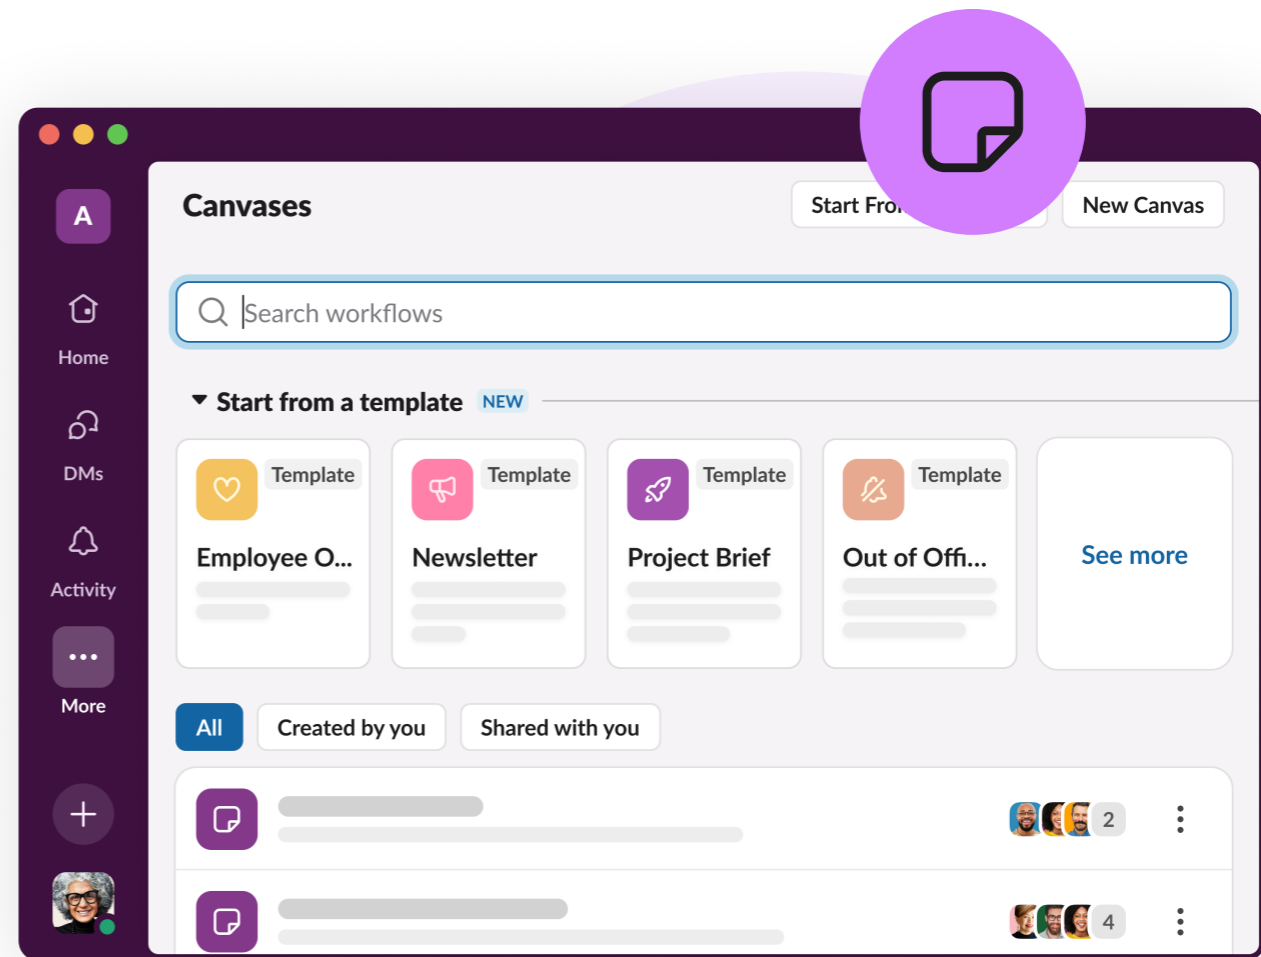 A
Canvases
Start Fro
New Canvas
Home
Search workflows
Start from a template NEW
DMs
Template
Template
Template
Template
Employee O...
Newsletter
Project Brief
Out of Offi...
See more
Activity
More
All
Created by you
Shared with you
2
4